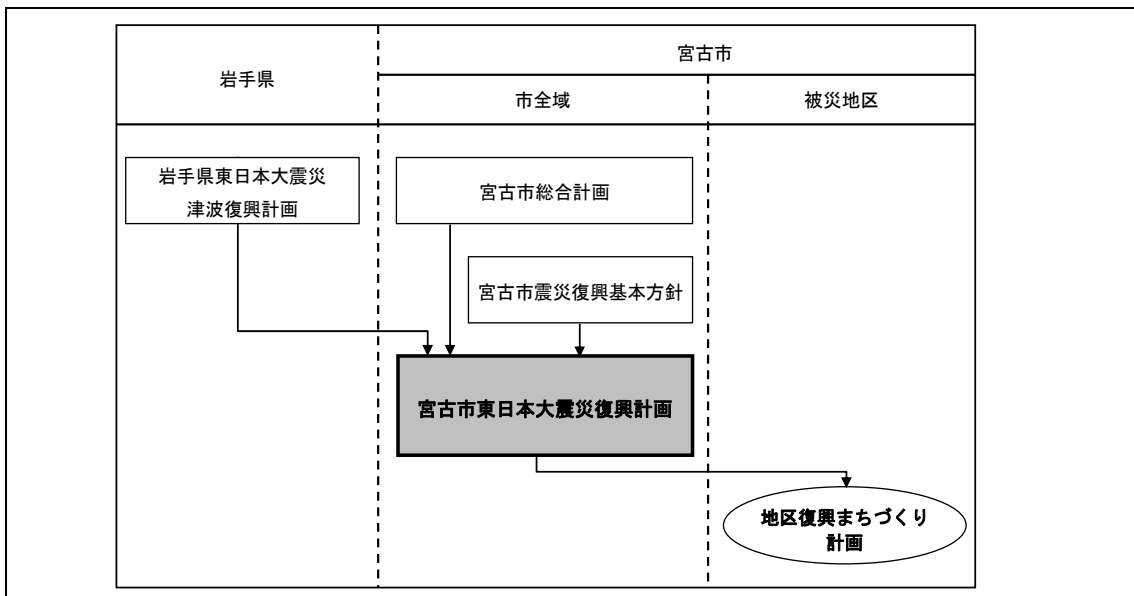 岩手県
宮古市
市全域
被災地区
岩手県東日本大震災
津波復興計画
宮古市総合計画
宮古市震災復興基本方針
宮古市東日本大震災復興計画
地区復興まちづくり
計画